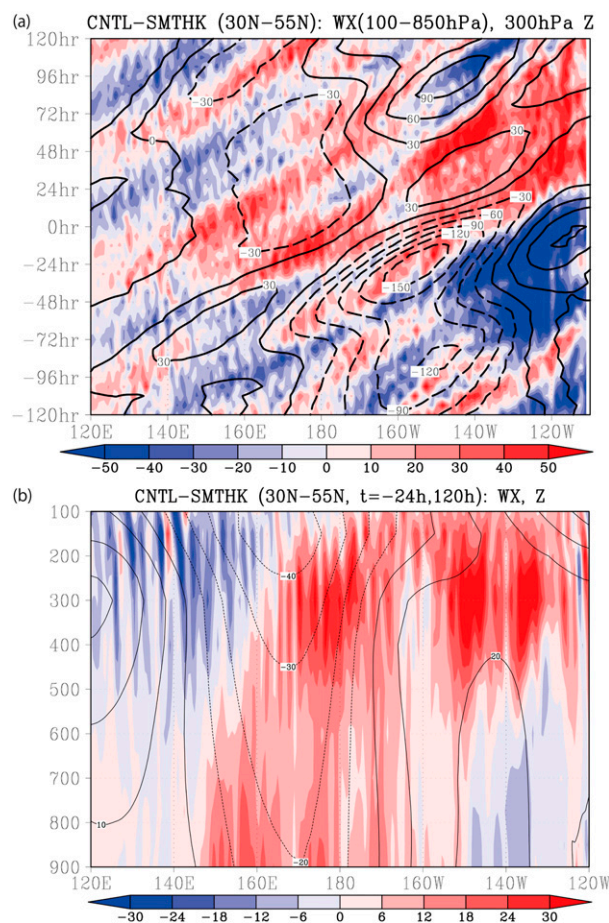 (a) CNTL-SMTHK (30N-55N): WX(100-850hPa), 300hPa Z
120hr
96hr
72hr
48hr
24hr
0hr
-24hr
-48hr
-72hr
-96hr
-120hr
-30
-30
90
60
30
30
0
30
-30
-30
-60
-90
-120
30
-150
30
-120
-90
120E 140E 160E 180 160W 140W 120W
-50 -40 -30 -20 -10 0 10 20 30 40 50
(b) CNTL-SMTHK (30N-55N, t=-24h,120h): WX, Z
100
200
300
400
500
600
700
800
900
-40
-30
20
10
-20
120E 140E 160E 180 160W 140W 120W
-30 -24 -18 -12 -6 0 6 12 18 24 30